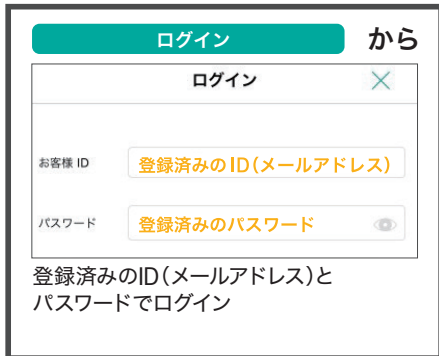 ログイン から
ログイン
お客様 ID 登録済みのID(メールアドレス)
パスワード 登録済みのパスワード
登録済みのID(メールアドレス)と
パスワードでログイン